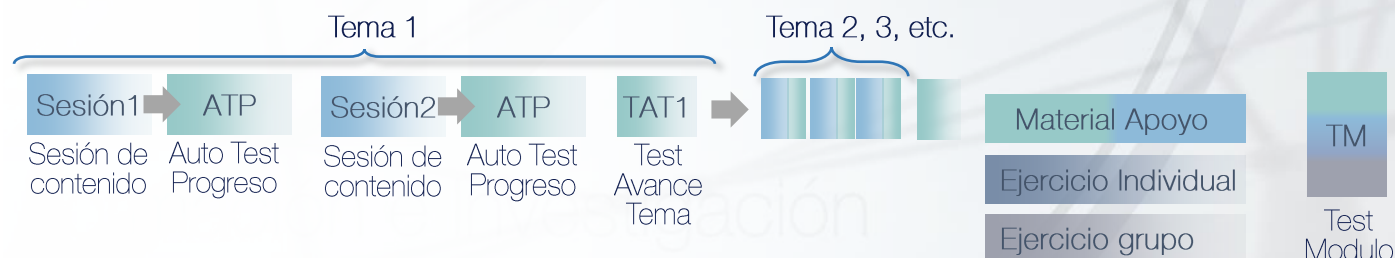 Tema 1
Tema 2, 3, etc.
Sesión1
ATP
Sesión2
ATP
TAT1
Sesión de
contenido
Auto Test
Progreso
Sesión de
contenido
Auto Test
Progreso
Test
Avance
Tema
Material Apoyo
Ejercicio Individual
Ejercicio grupo
TM
Test
Modulo
Investigación